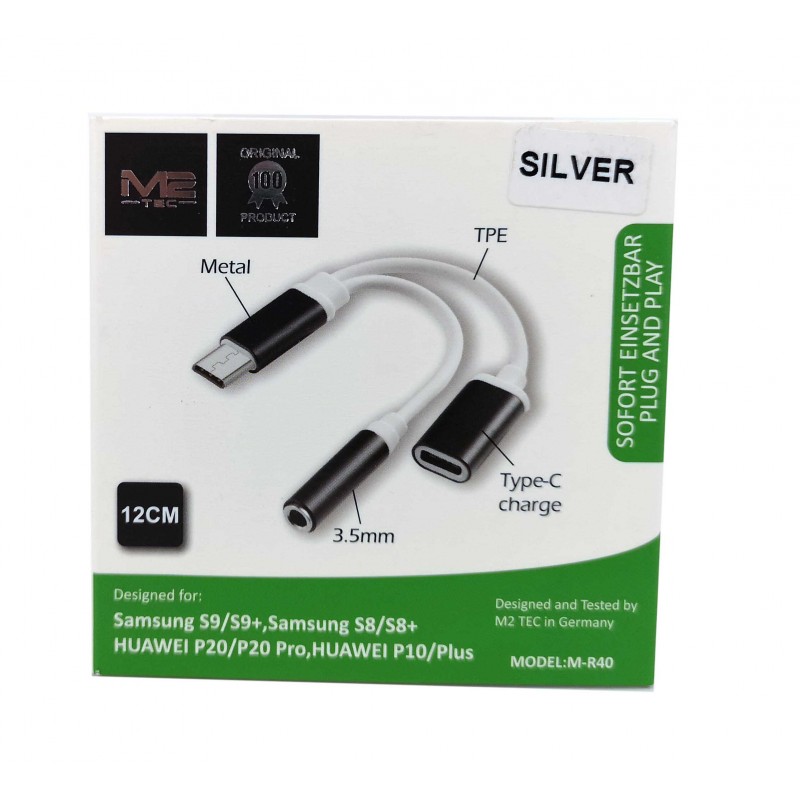 M2
TEC
ORIGINAL
100
PRODUCT
SILVER
TPE
Metal
SOFORT EINSETZBAR
PLUG AND PLAY
Type-C
charge
12CM
3.5mm
Designed for:
Samsung S9/S9+,Samsung S8/S8+
HUAWEI P20/P20 Pro,HUAWEI P10/Plus
Designed and Tested by
M2 TEC in Germany
MODEL:M-R40